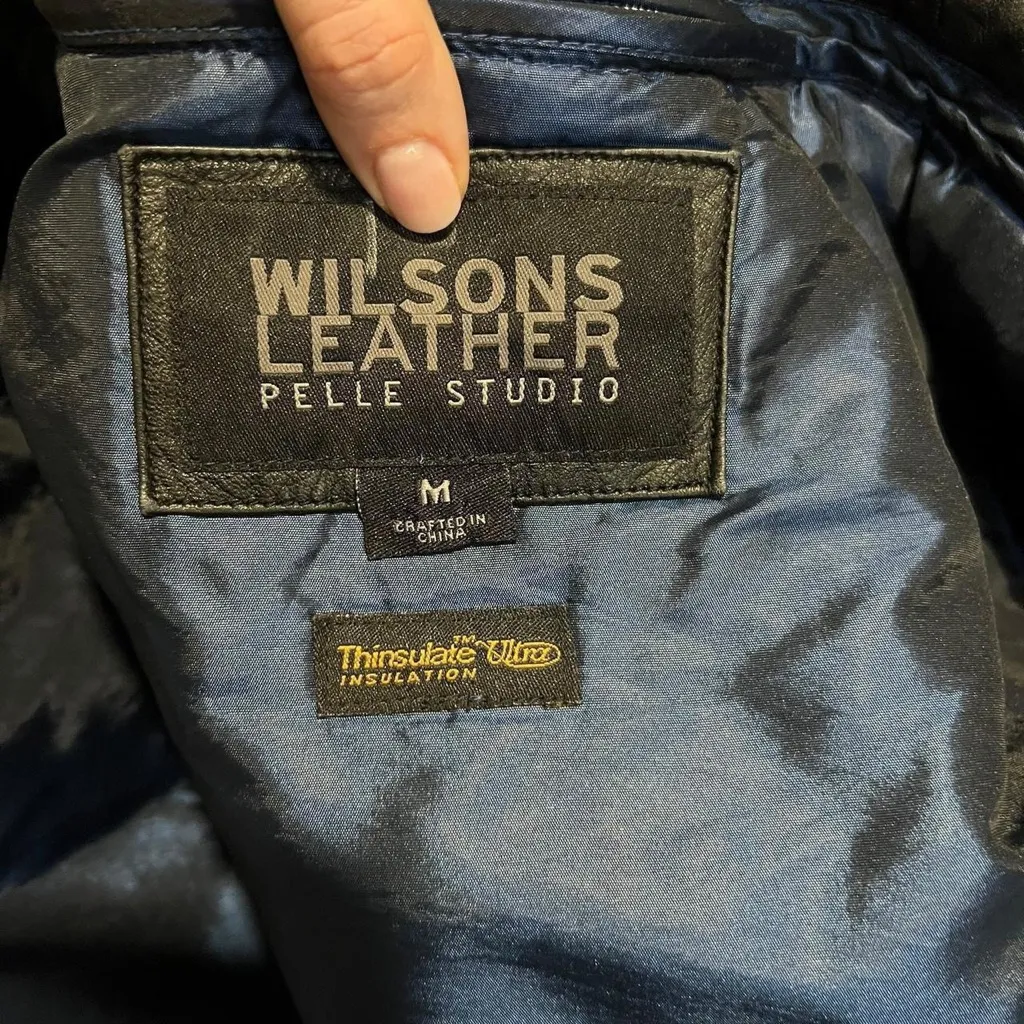 WILSONS
LEATHER
PELLE STUDIO
M
CRAFTED IN
CHINA
Thinsulate™ Ultra
INSULATION